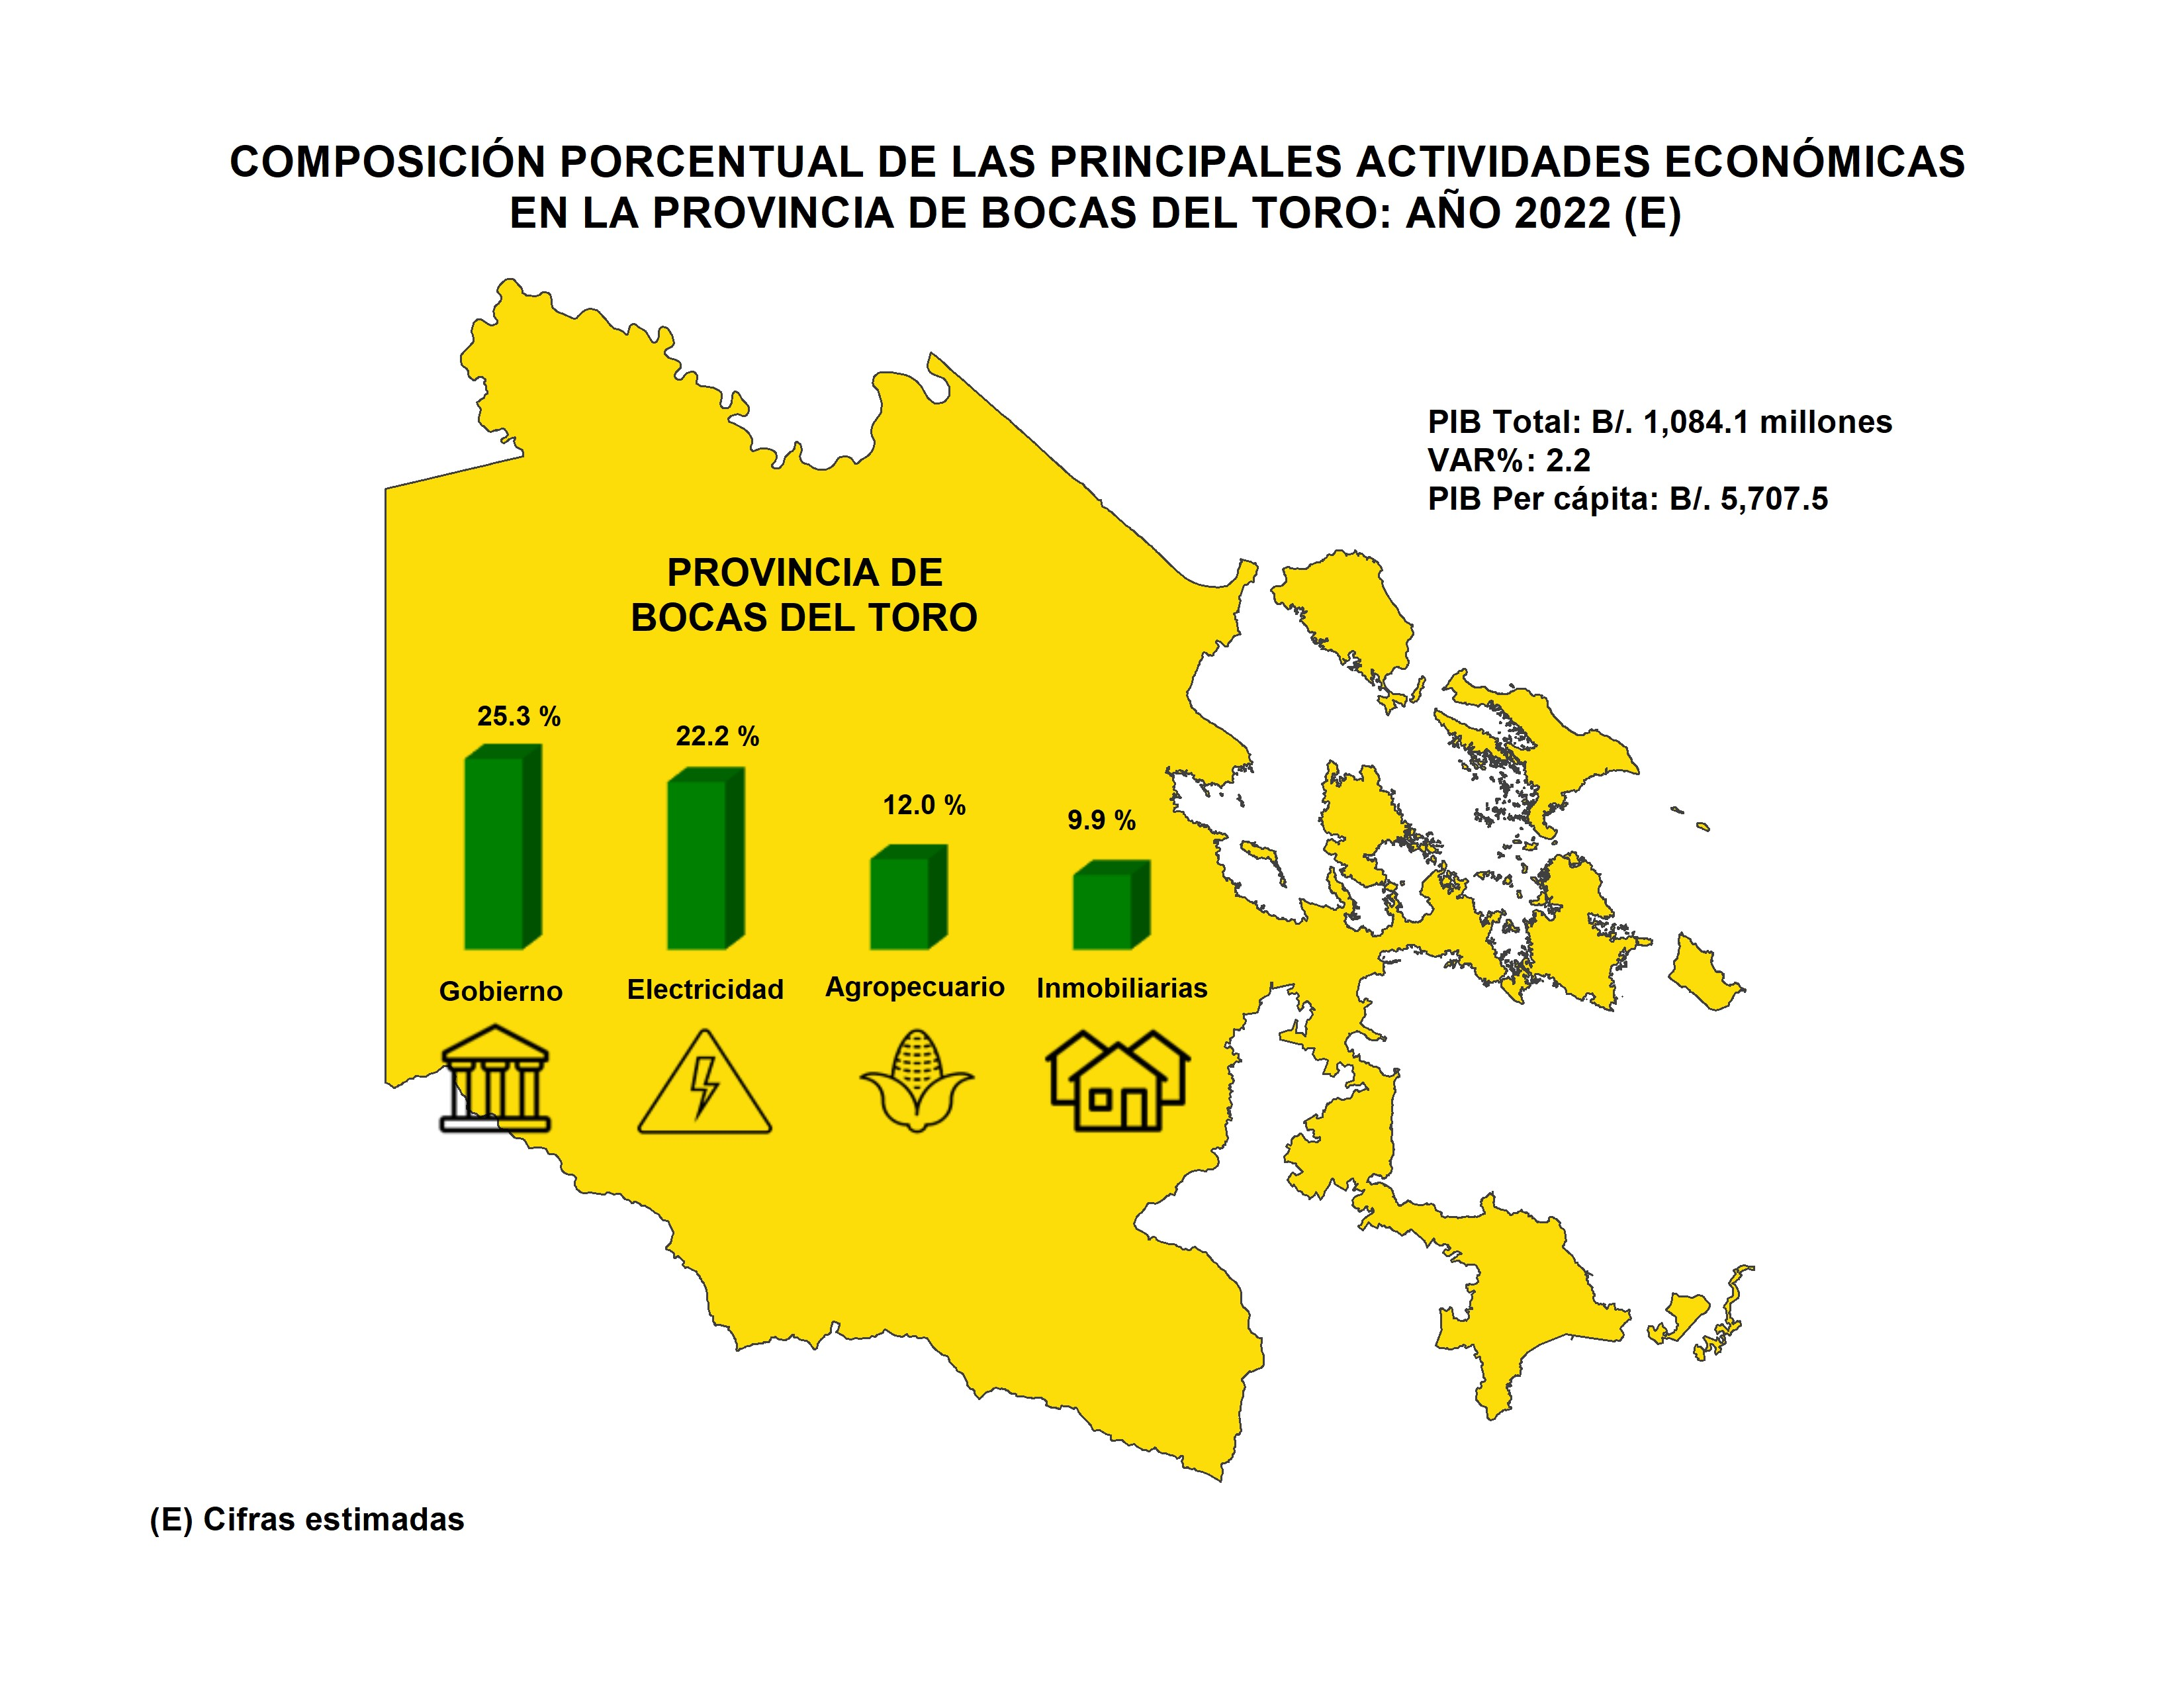 COMPOSICIÓN PORCENTUAL DE LAS PRINCIPALES ACTIVIDADES ECONÓMICAS
EN LA PROVINCIA DE BOCAS DEL TORO: AÑO 2022 (E)
PIB Total: B/. 1,084.1 millones
VAR%: 2.2
PIB Per cápita: B/. 5,707.5
PROVINCIA DE
BOCAS DEL TORO
25.3 %
22.2 %
12.0 %
9.9 %
Gobierno
Electricidad
Agropecuario
Inmobiliarias
(E) Cifras estimadas